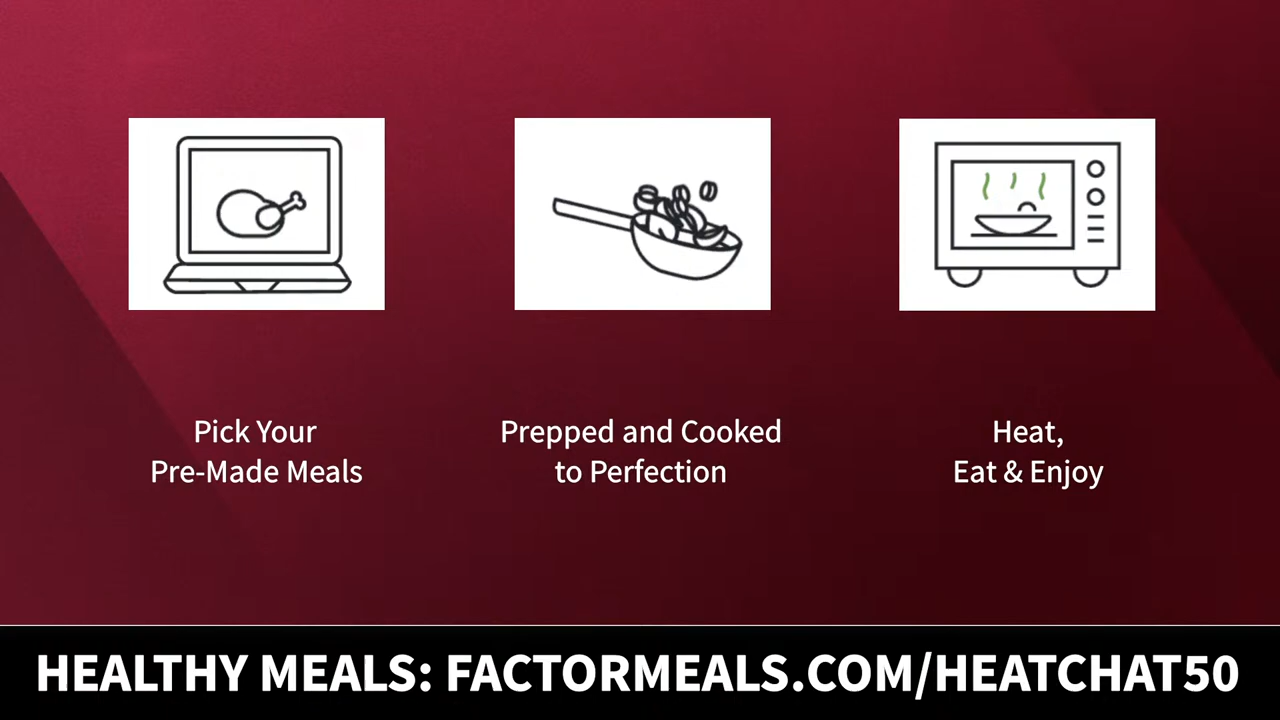 Pick Your
Pre-Made Meals
Prepped and Cooked
to Perfection
Heat,
Eat & Enjoy
HEALTHY MEALS: FACTORMEALS.COM/HEATCHAT50